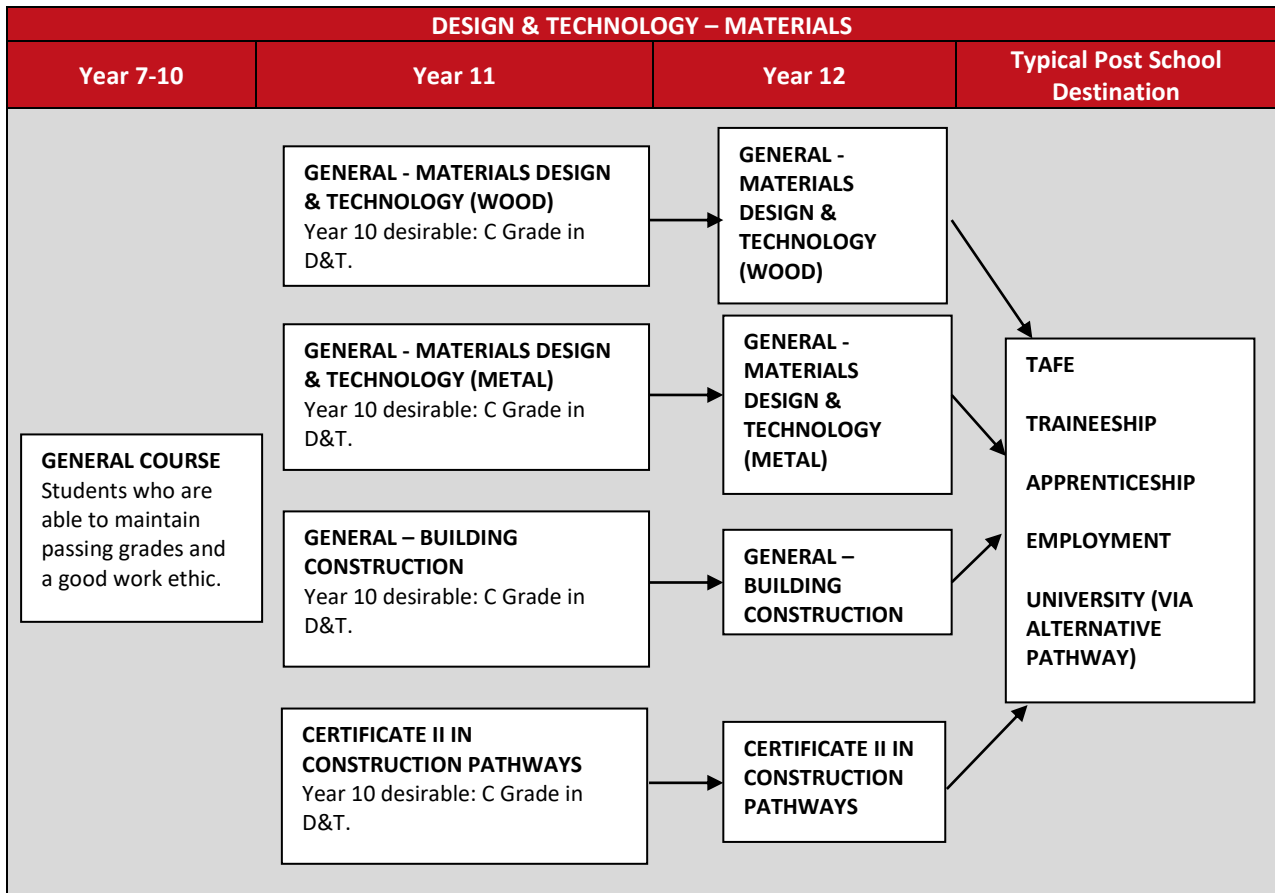 DESIGN & TECHNOLOGY – MATERIALS
Year 7-10
Year 11
Year 12
Typical Post School
Destination
GENERAL COURSE
Students who are
able to maintain
passing grades and
a good work ethic.
GENERAL - MATERIALS DESIGN
& TECHNOLOGY (WOOD)
Year 10 desirable: C Grade in
D&T.
GENERAL - MATERIALS DESIGN
& TECHNOLOGY (METAL)
Year 10 desirable: C Grade in
D&T.
GENERAL – BUILDING
CONSTRUCTION
Year 10 desirable: C Grade in
D&T.
CERTIFICATE II IN
CONSTRUCTION PATHWAYS
Year 10 desirable: C Grade in
D&T.
GENERAL -
MATERIALS
DESIGN &
TECHNOLOGY
(WOOD)
GENERAL -
MATERIALS
DESIGN &
TECHNOLOGY
(METAL)
GENERAL –
BUILDING
CONSTRUCTION
CERTIFICATE II IN
CONSTRUCTION
PATHWAYS
TAFE
TRAINEESHIP
APPRENTICESHIP
EMPLOYMENT
UNIVERSITY (VIA
ALTERNATIVE
PATHWAY)